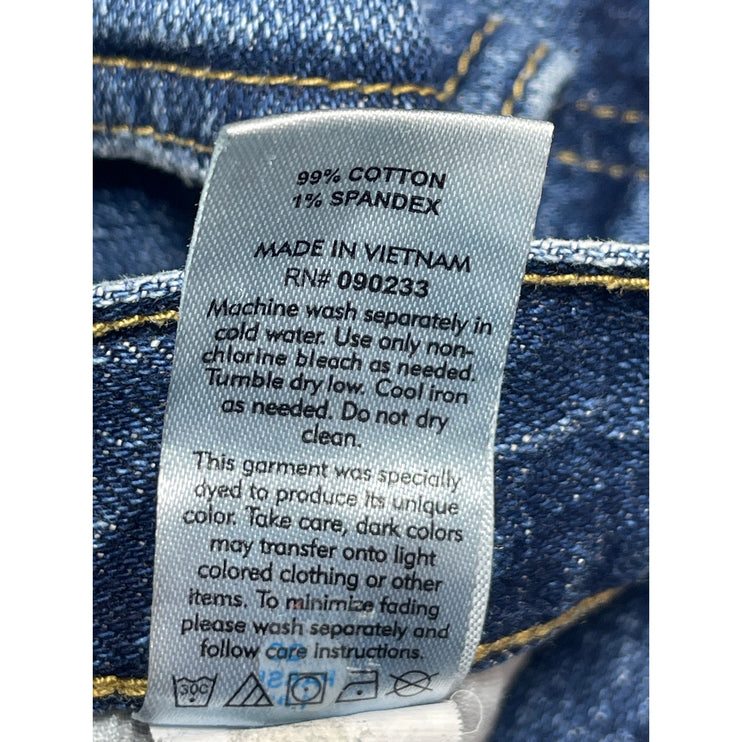 99% COTTON
1% SPANDEX
MADE IN VIETNAM
RN# 090233
Machine wash separately in
cold water. Use only non-
chlorine bleach as needed.
Tumble dry low. Cool iron
as needed. Do not dry
clean.
This garment was specially
dyed to produce its unique
color. Take care, dark colors
may transfer onto light
colored clothing or other
items. To minimize fading
please wash separately and
follow care instructions.
30C